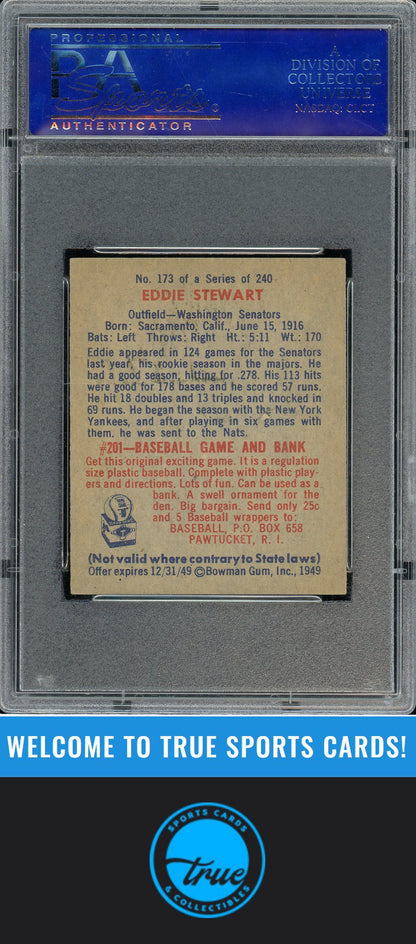 PROFESSIONAL
PSA
Sports
AUTHENTICATOR
A
DIVISION OF
COLLECTORS
UNIVERSE
NASDAQ: CLCT
No. 173 of a Series of 240
EDDIE STEWART
Outfield—Washington Senators
Born: Sacramento, Calif., June 15, 1916
Bats: Left Throws: Right Ht.: 5:11 Wt.: 170
Eddie appeared in 124 games for the Senators
last year, his rookie season in the majors. He
had a good season, hitting for .278. His 113 hits
were good for 178 bases and he scored 57 runs.
He hit 18 doubles and 13 triples and knocked in
69 runs. He began the season with the New York
Yankees, and after playing in six games with
them, he was sent to the Nats.
#201—BASEBALL GAME AND BANK
Get this original exciting game. It is a regulation
size plastic baseball. Complete with plastic play-
ers and directions. Lots of fun. Can be used as a
bank. A swell ornament for the
den. Big bargain. Send only 25c
and 5 Baseball wrappers to:
BASEBALL, P.O. BOX 658
PAWTUCKET, R. I.
(Not valid where contrary to State laws)
Offer expires 12/31/49 ©Bowman Gum, Inc., 1949
WELCOME TO TRUE SPORTS CARDS!
SPORTS CARDS
true
& COLLECTIBLES